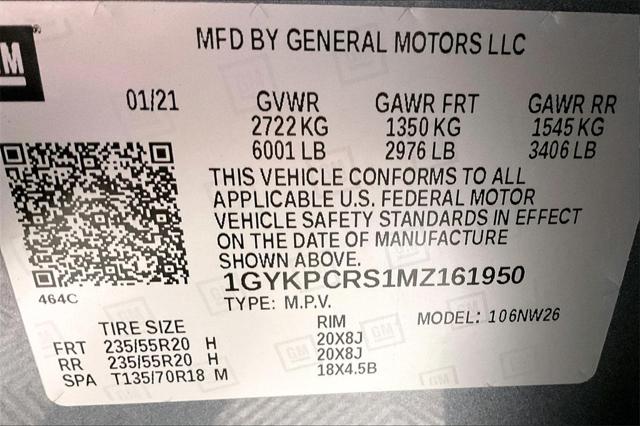 GM
MFD BY GENERAL MOTORS LLC
01/21 GVWR GAWR FRT GAWR RR
2722 KG 1350 KG 1545 KG
6001 LB 2976 LB 3406 LB
THIS VEHICLE CONFORMS TO ALL
APPLICABLE U.S. FEDERAL MOTOR
VEHICLE SAFETY STANDARDS IN EFFECT
ON THE DATE OF MANUFACTURE
SHOWN ABOVE.
1GYKPCRS1MZ161950
464C
TYPE: M.P.V. MODEL: 106NW26
TIRE SIZE RIM
FRT 235/55R20 H 20X8J
RR 235/55R20 H 20X8J
SPA T135/70R18 M 18X4.5B